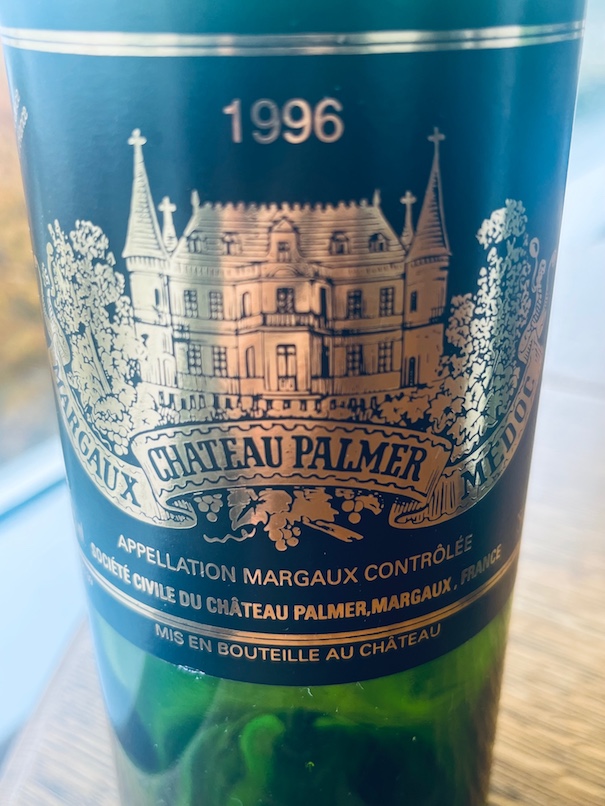 1996
MARGAUX
CHATEAU PALMER
MEDOC
APPELLATION MARGAUX CONTRÔLÉE
SOCIÉTÉ CIVILE DU CHÂTEAU PALMER, MARGAUX . FRANCE
MIS EN BOUTEILLE AU CHÂTEAU